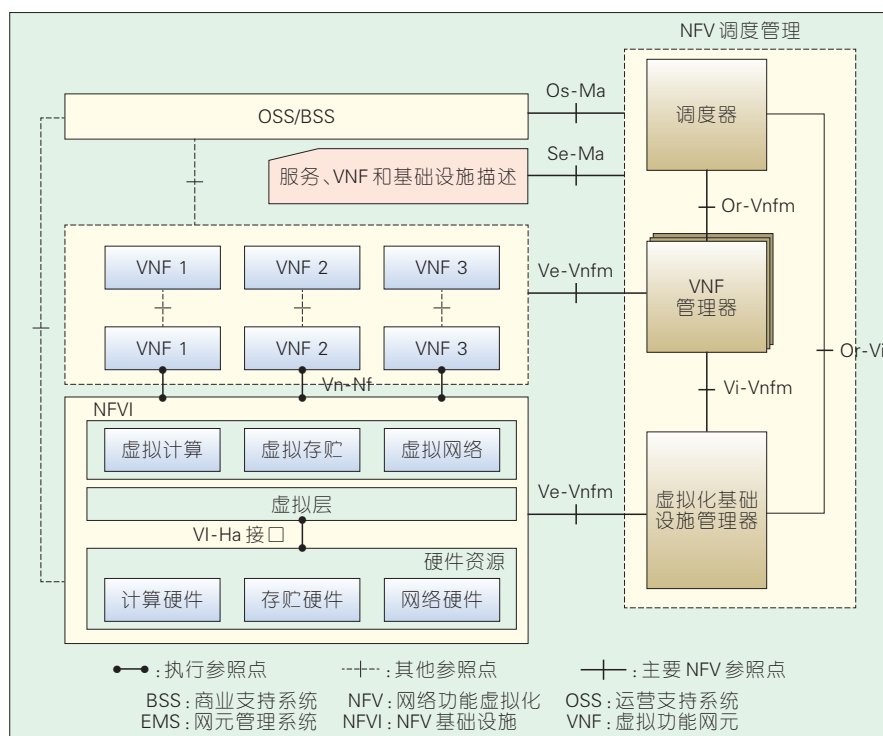 NFV 调度管理
Os-Ma
OSS/BSS
调度器
Se-Ma
服务、VNF 和基础设施描述
Or-Vnfm
VNF 1 VNF 2 VNF 3
Ve-Vnfm
VNF
管理器
VNF 1 VNF 2 VNF 3
Or-Vi
Vn-Nf
Vi-Vnfm
NFVI
虚拟计算 虚拟存贮 虚拟网络
Ve-Vnfm
虚拟化基础
设施管理器
虚拟层
VI-Ha 接口
硬件资源
计算硬件 存贮硬件 网络硬件
:执行参照点 :其他参照点 :主要 NFV 参照点
BSS:商业支持系统 NFV:网络功能虚拟化 OSS:运营支持系统
EMS:网元管理系统 NFVI:NFV 基础设施 VNF:虚拟功能网元